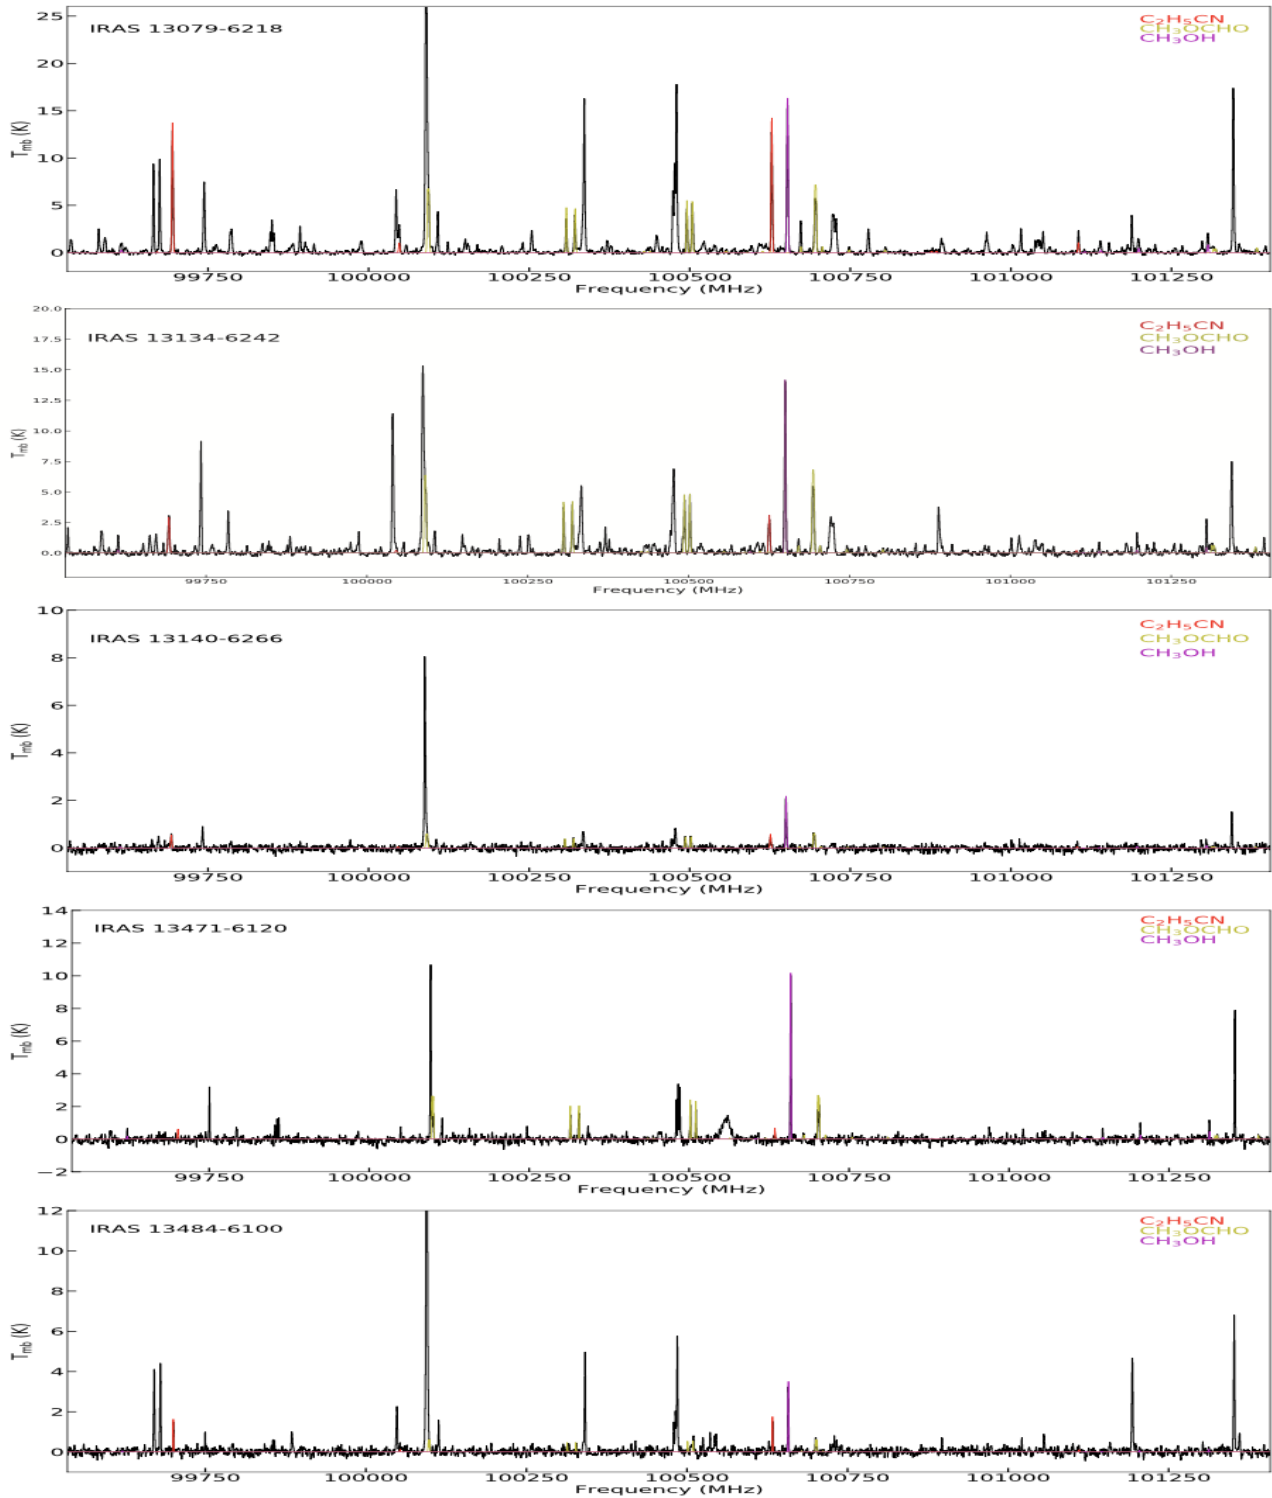 IRAS 13079-6218
C₂H₅CN
CH₃OCHO
CH₃OH
25
20
15
10
5
0
Tmb (K)
99750 100000 100250 100500 100750 101000 101250
Frequency (MHz)
IRAS 13134-6242
C₂H₅CN
CH₃OCHO
CH₃OH
20.0
17.5
15.0
12.5
10.0
7.5
5.0
2.5
0.0
Tmb (K)
99750 100000 100250 100500 100750 101000 101250
Frequency (MHz)
IRAS 13140-6266
C₂H₅CN
CH₃OCHO
CH₃OH
10
8
6
4
2
0
Tmb (K)
99750 100000 100250 100500 100750 101000 101250
Frequency (MHz)
IRAS 13471-6120
C₂H₅CN
CH₃OCHO
CH₃OH
14
12
10
8
6
4
2
0
−2
Tmb (K)
99750 100000 100250 100500 100750 101000 101250
Frequency (MHz)
IRAS 13484-6100
C₂H₅CN
CH₃OCHO
CH₃OH
12
10
8
6
4
2
0
Tmb (K)
99750 100000 100250 100500 100750 101000 101250
Frequency (MHz)